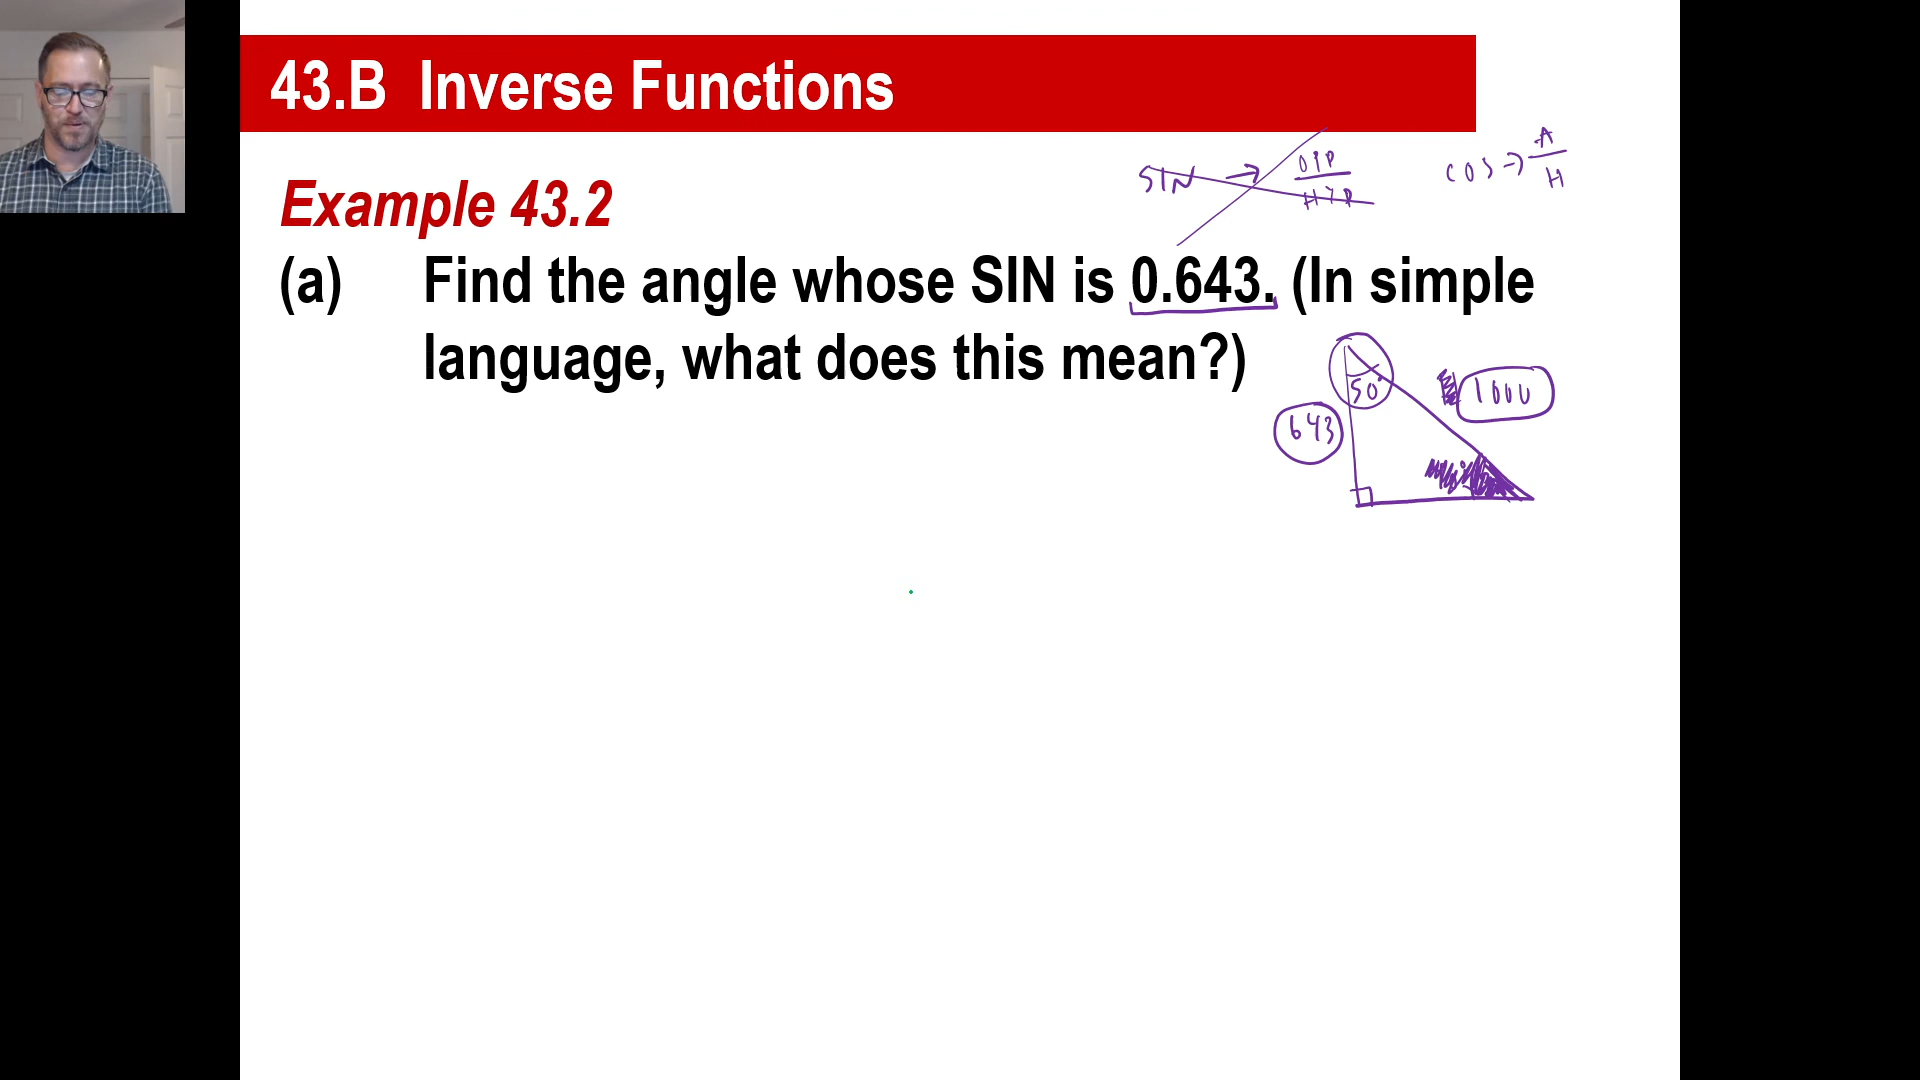 43.B Inverse Functions
SIN → OPP
HYP
COS → A
H
Example 43.2
(a) Find the angle whose SIN is 0.643. (In simple
language, what does this mean?)
50°
1000
643